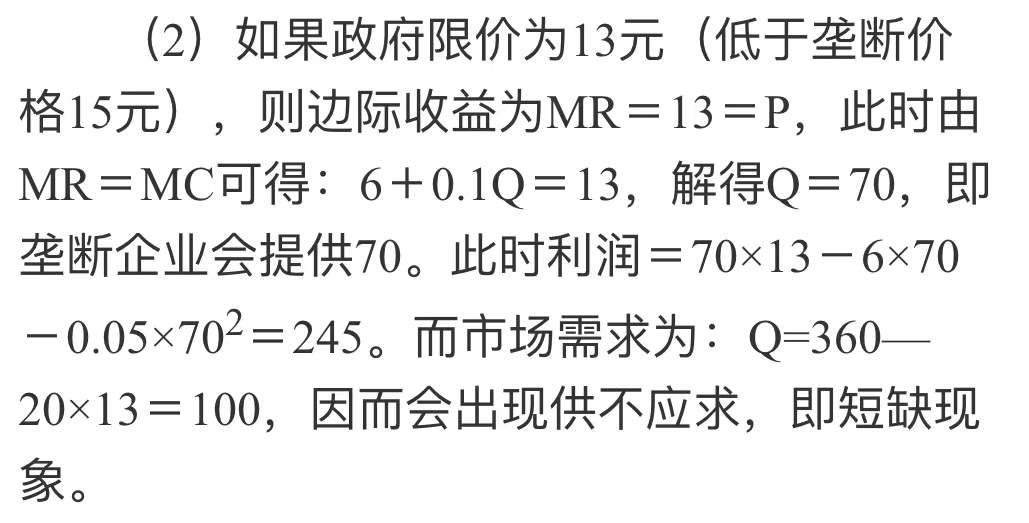 （2）如果政府限价为13元（低于垄断价
格15元），则边际收益为MR＝13＝P，此时由
MR＝MC可得：6＋0.1Q＝13，解得Q＝70，即
垄断企业会提供70。此时利润＝70×13－6×70
－0.05×70²＝245。而市场需求为：Q=360—
20×13＝100，因而会出现供不应求，即短缺现
象。